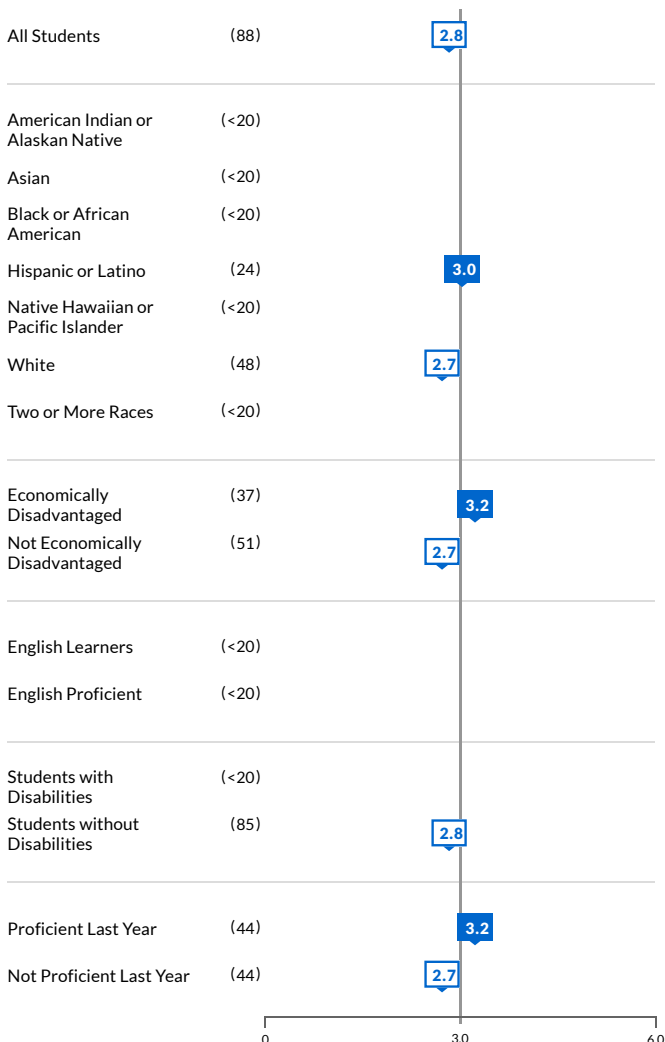 All Students (88) 2.8
American Indian or (<20)
Alaskan Native
Asian (<20)
Black or African (<20)
American
Hispanic or Latino (24) 3.0
Native Hawaiian or (<20)
Pacific Islander
White (48) 2.7
Two or More Races (<20)
Economically (37) 3.2
Disadvantaged
Not Economically (51) 2.7
Disadvantaged
English Learners (<20)
English Proficient (<20)
Students with (<20)
Disabilities
Students without (85) 2.8
Disabilities
Proficient Last Year (44) 3.2
Not Proficient Last Year (44) 2.7
0 3.0 6.0